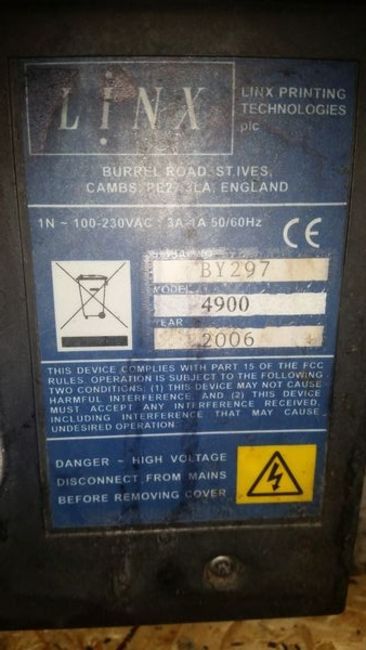 LINX
LINX PRINTING
TECHNOLOGIES
plc
BURREL ROAD, ST.IVES,
CAMBS, PE27 3LA, ENGLAND
1N ~ 100-230VAC 3A-1A 50/60Hz
CE
BY297
MODEL
4900
YEAR
2006
THIS DEVICE COMPLIES WITH PART 15 OF THE FCC
RULES. OPERATION IS SUBJECT TO THE FOLLOWING
TWO CONDITIONS: (1) THIS DEVICE MAY NOT CAUSE
HARMFUL INTERFERENCE, AND (2) THIS DEVICE
MUST ACCEPT ANY INTERFERENCE RECEIVED,
INCLUDING INTERFERENCE THAT MAY CAUSE
UNDESIRED OPERATION.
DANGER ~ HIGH VOLTAGE
DISCONNECT FROM MAINS
BEFORE REMOVING COVER